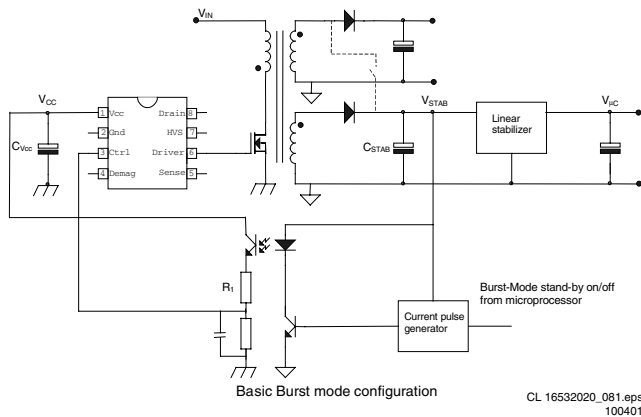 VIN
VCC
1 Vcc Drain 8
2 Gnd HVS 7
3 Ctrl Driver 6
4 Demag Sense 5
CVcc
VSTAB
VµC
Linear
stabilizer
CSTAB
R1
Burst-Mode stand-by on/off
from microprocessor
Current pulse
generator
Basic Burst mode configuration
CL 16532020_081.eps
100401